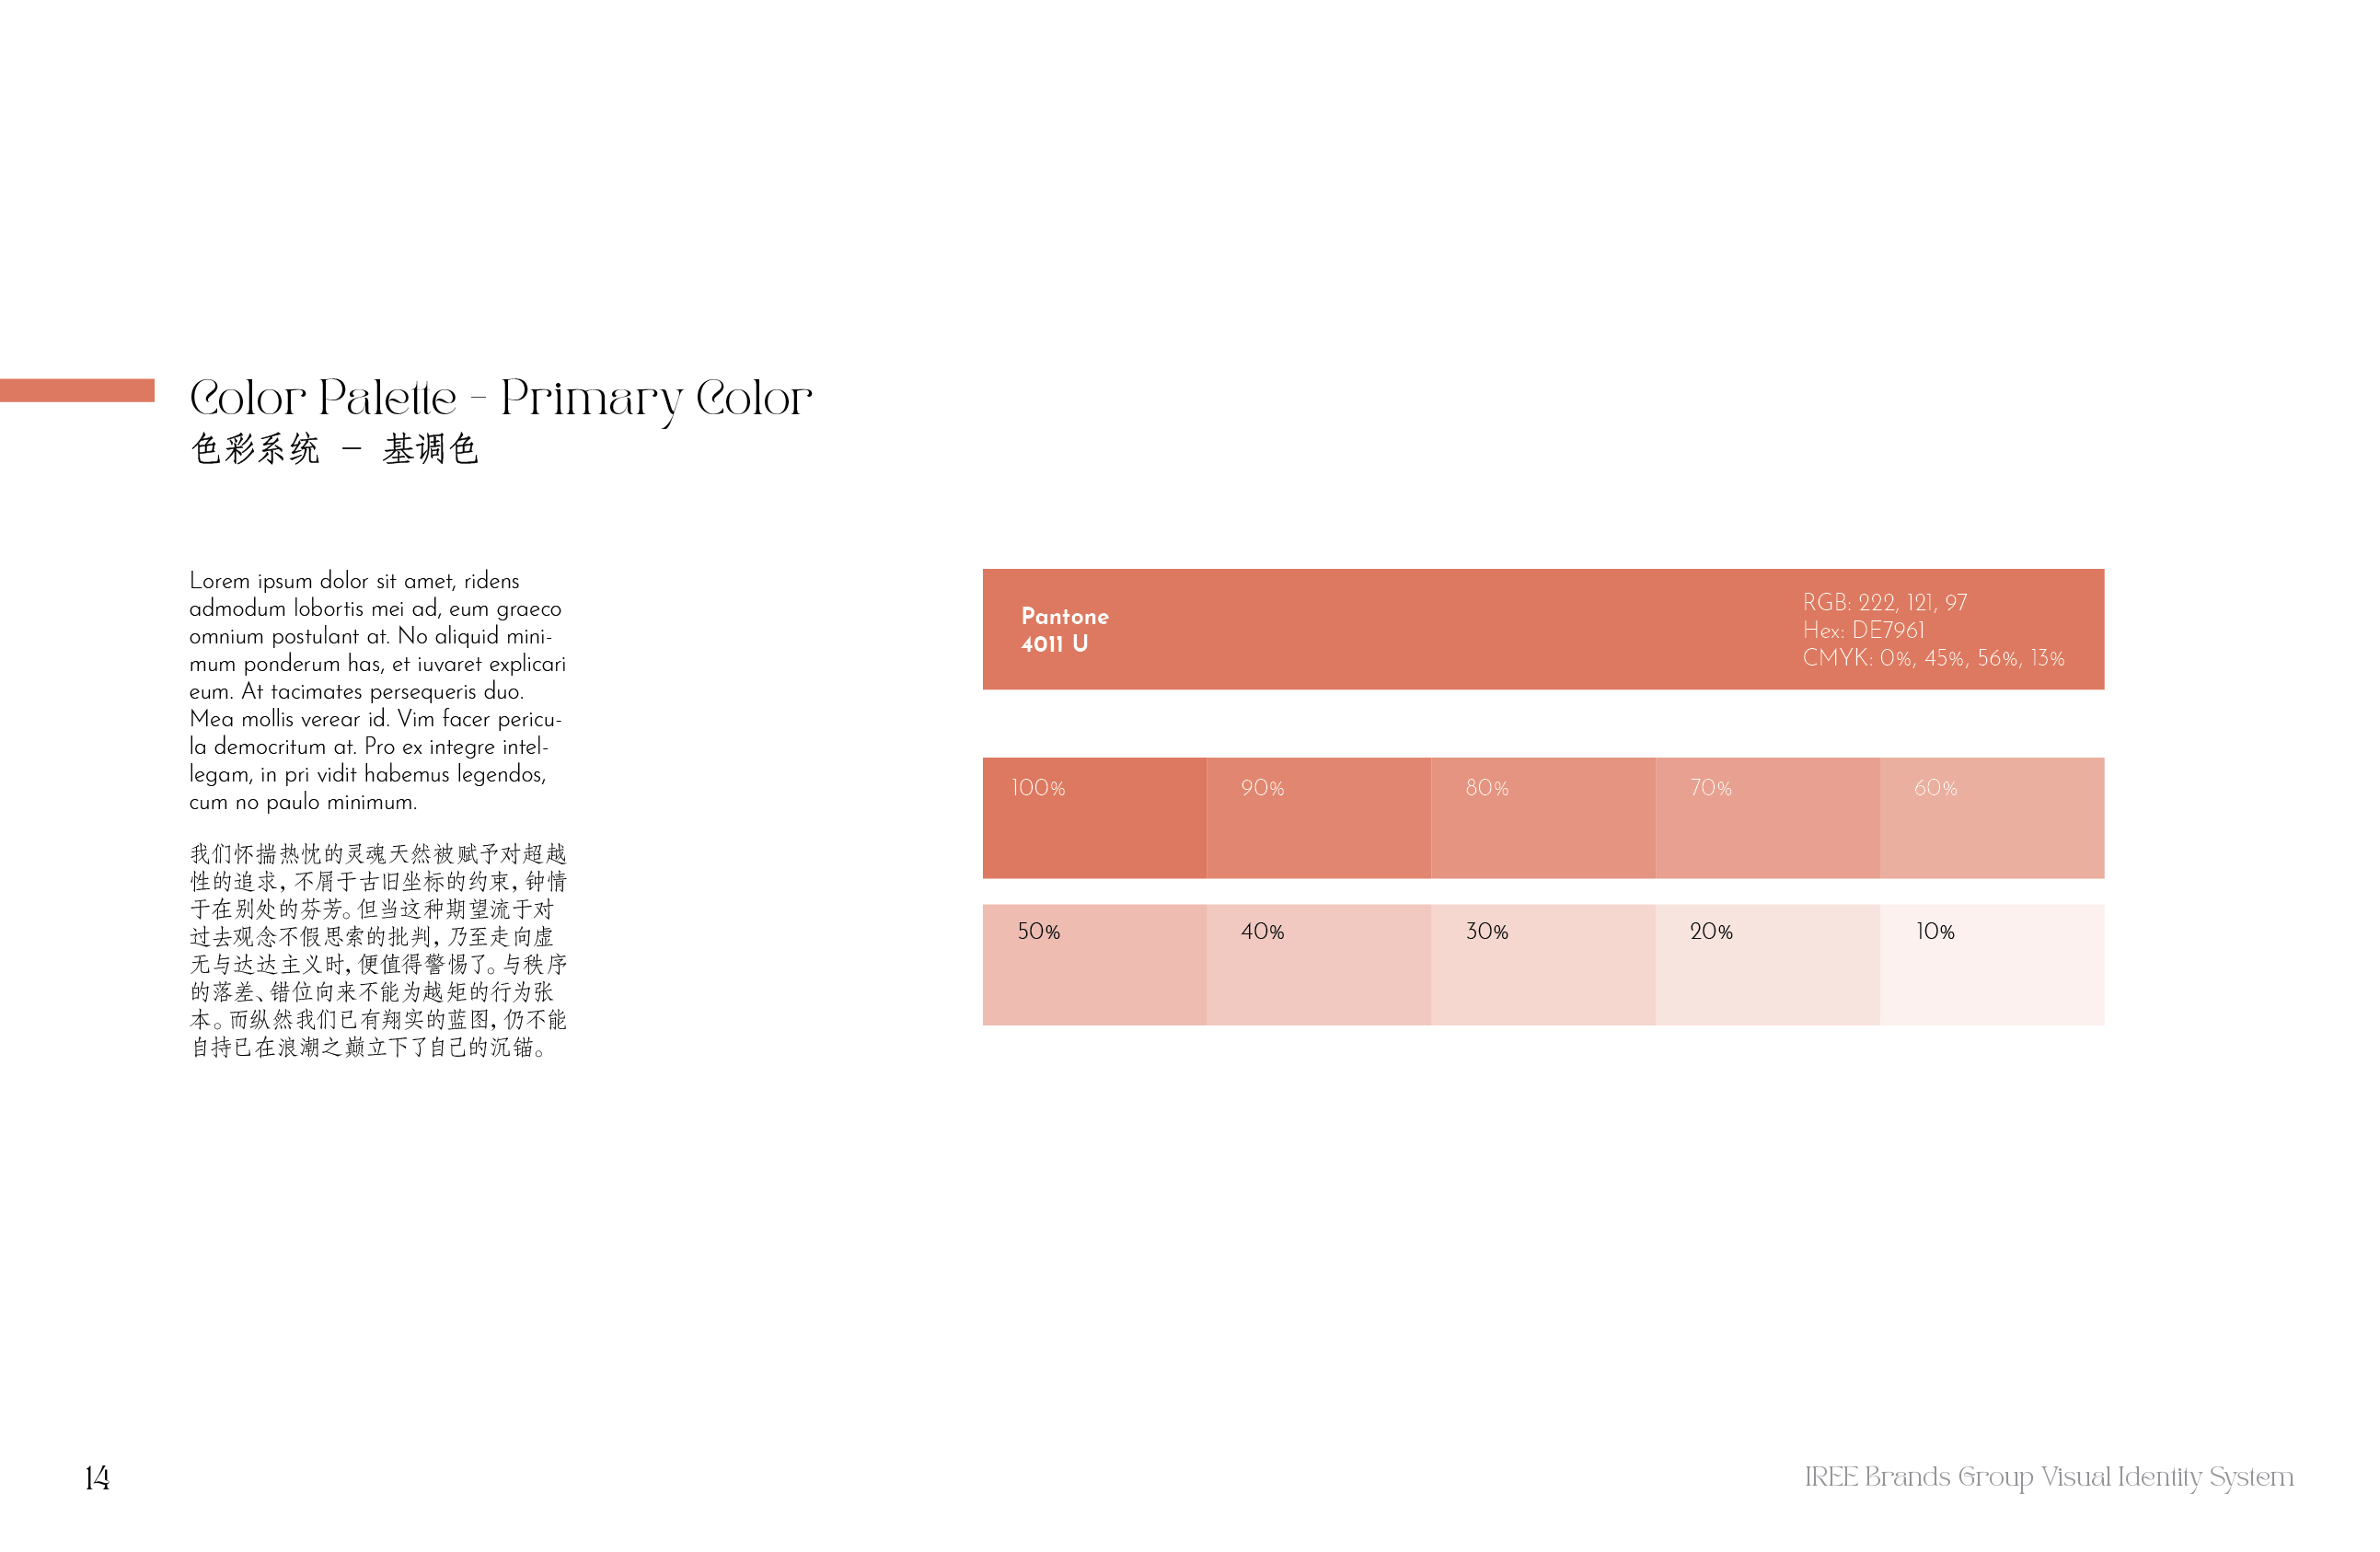 Color Palette - Primary Color
色彩系统 – 基调色
Lorem ipsum dolor sit amet, ridens
admodum lobortis mei ad, eum graeco
omnium postulant at. No aliquid mini-
mum ponderum has, et iuvaret explicari
eum. At tacimates persequeris duo.
Mea mollis verear id. Vim facer pericu-
la democritum at. Pro ex integre intel-
legam, in pri vidit habemus legendos,
cum no paulo minimum.
我们怀揣热忱的灵魂天然被赋予对超越
性的追求，不屑于古旧坐标的约束，钟情
于在别处的芬芳。但当这种期望流于对
过去观念不假思索的批判，乃至走向虚
无与达达主义时，便值得警惕了。与秩序
的落差、错位向来不能为越矩的行为张
本。而纵然我们已有翔实的蓝图，仍不能
自持已在浪潮之巅立下了自己的沉锚。
Pantone
4011 U
RGB: 222, 121, 97
Hex: DE7961
CMYK: 0%, 45%, 56%, 13%
100% 90% 80% 70% 60%
50% 40% 30% 20% 10%
14
IREE Brands Group Visual Identity System